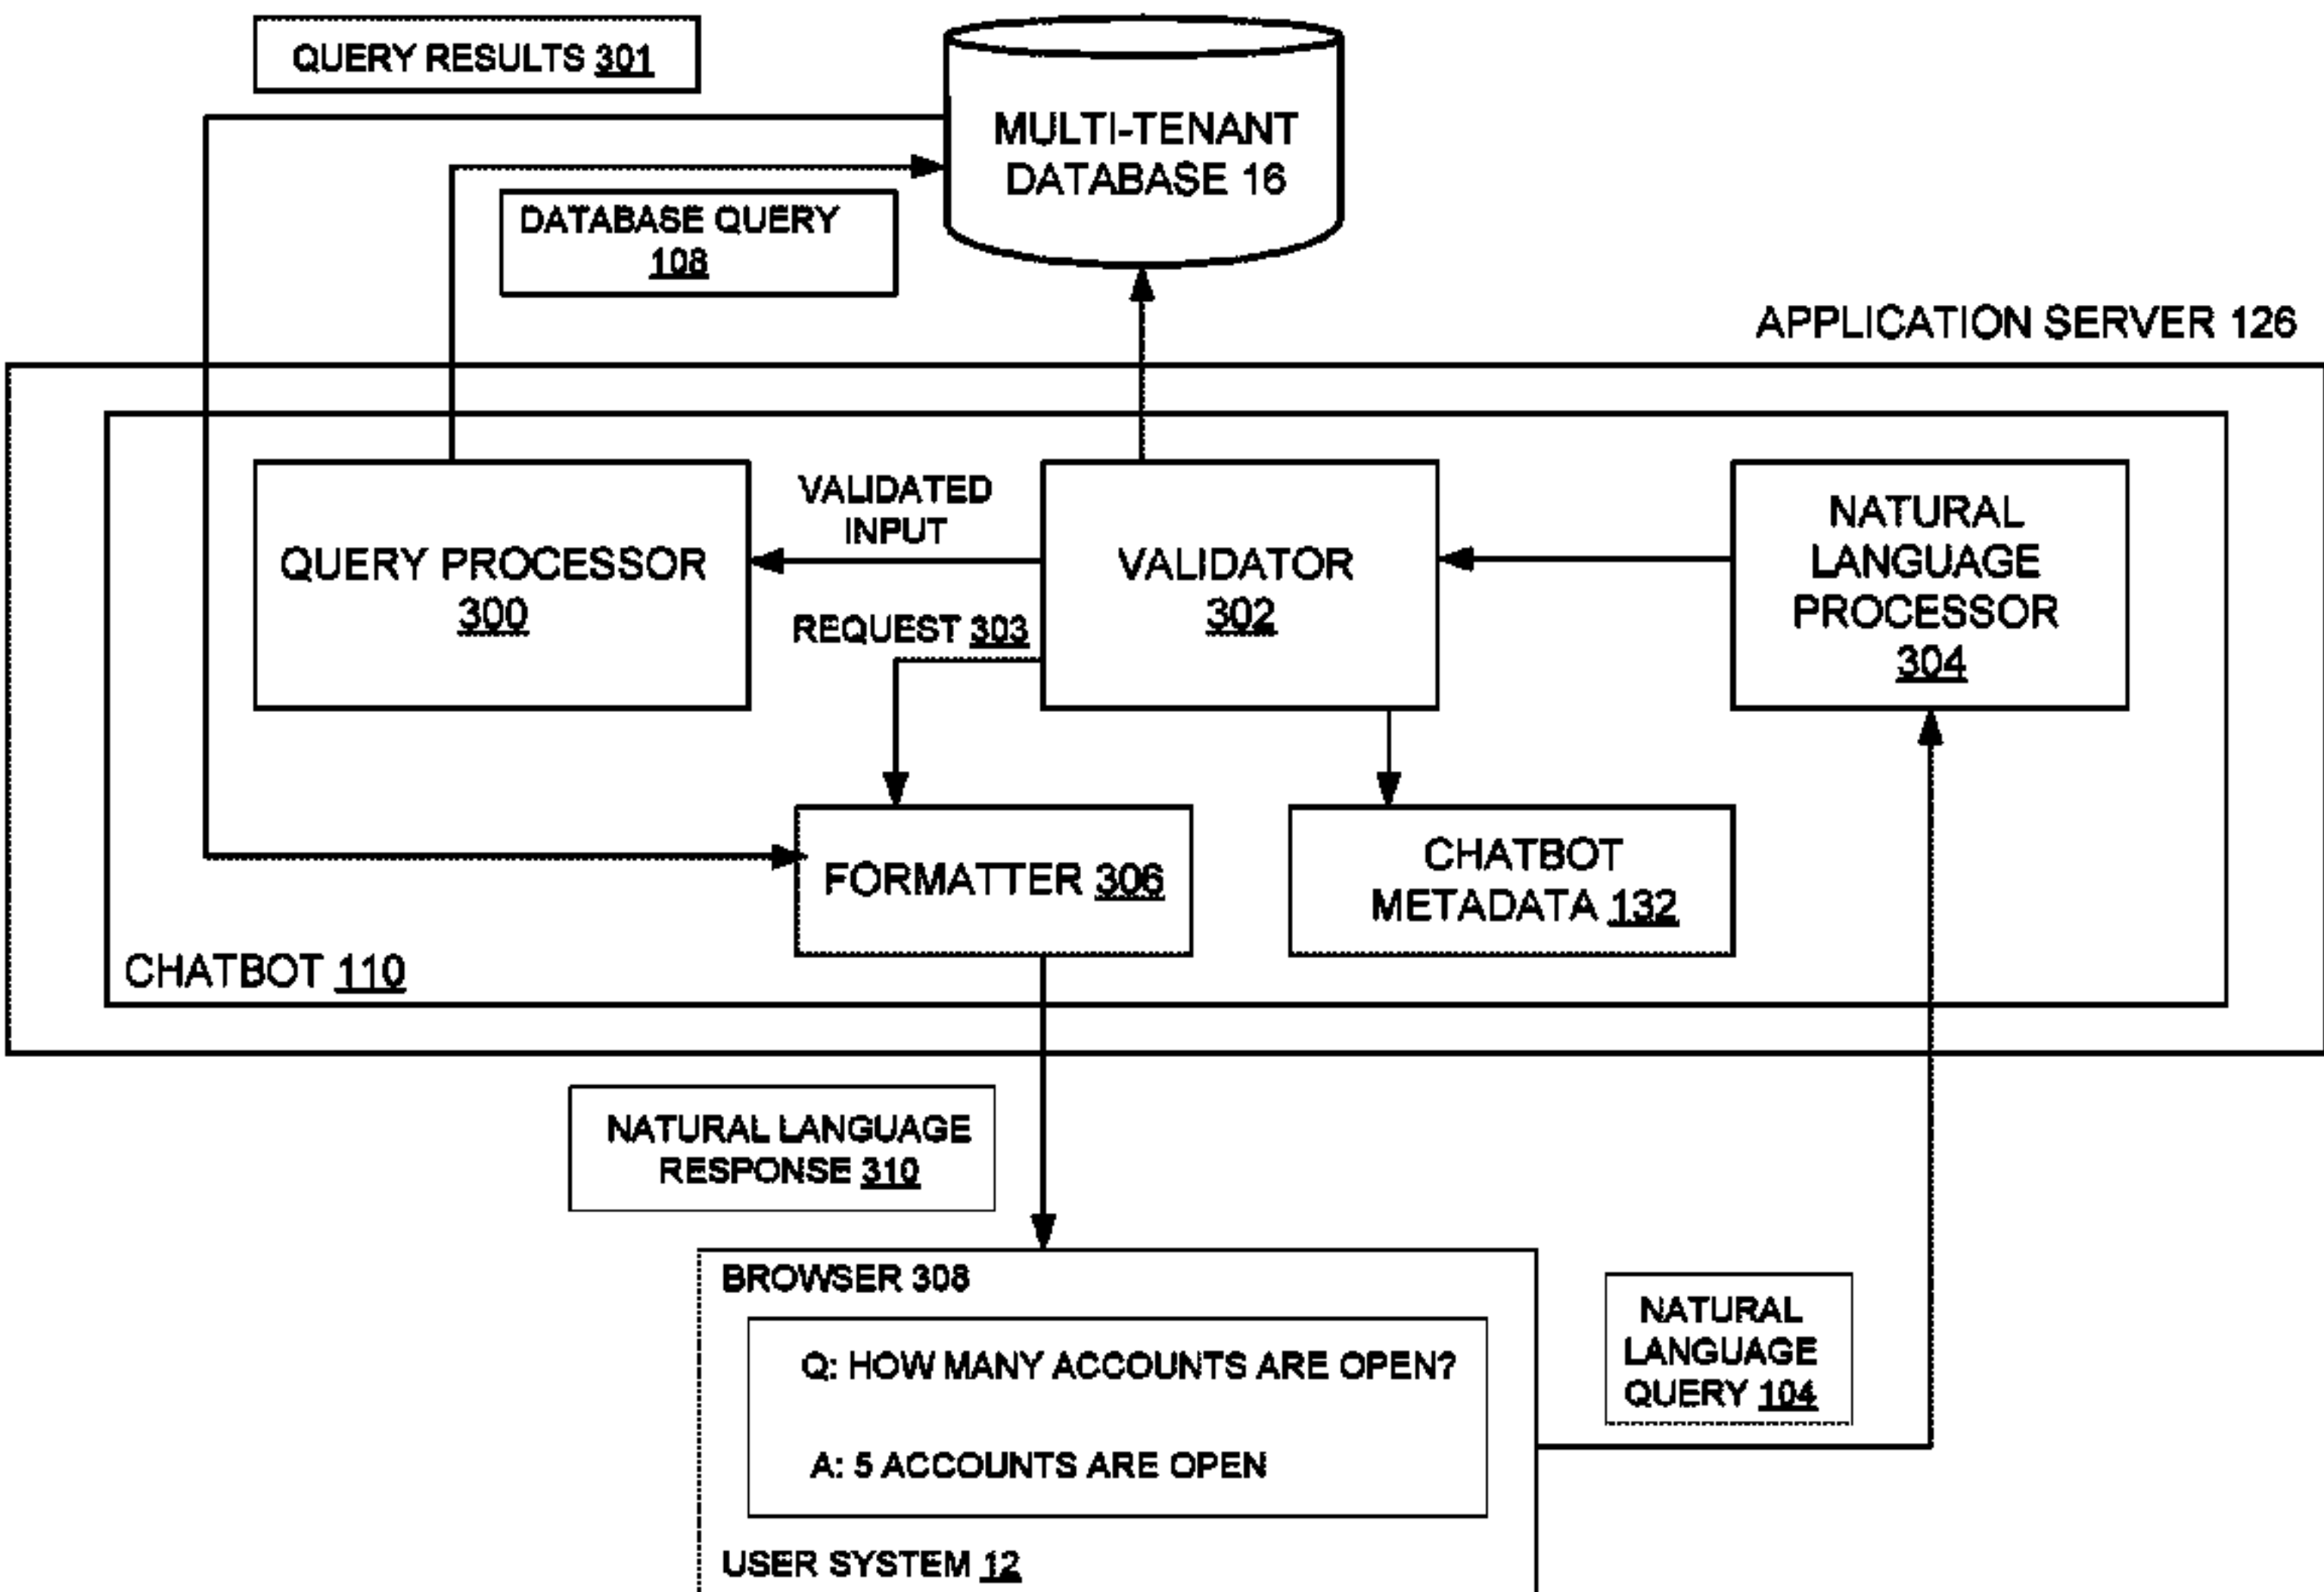 QUERY RESULTS 301
MULTI-TENANT
DATABASE 16
DATABASE QUERY
108
APPLICATION SERVER 126
VALIDATED
INPUT
QUERY PROCESSOR
300
VALIDATOR
302
NATURAL
LANGUAGE
PROCESSOR
304
REQUEST 303
FORMATTER 306
CHATBOT
METADATA 132
CHATBOT 110
NATURAL LANGUAGE
RESPONSE 310
BROWSER 308
Q: HOW MANY ACCOUNTS ARE OPEN?
A: 5 ACCOUNTS ARE OPEN
NATURAL
LANGUAGE
QUERY 104
USER SYSTEM 12